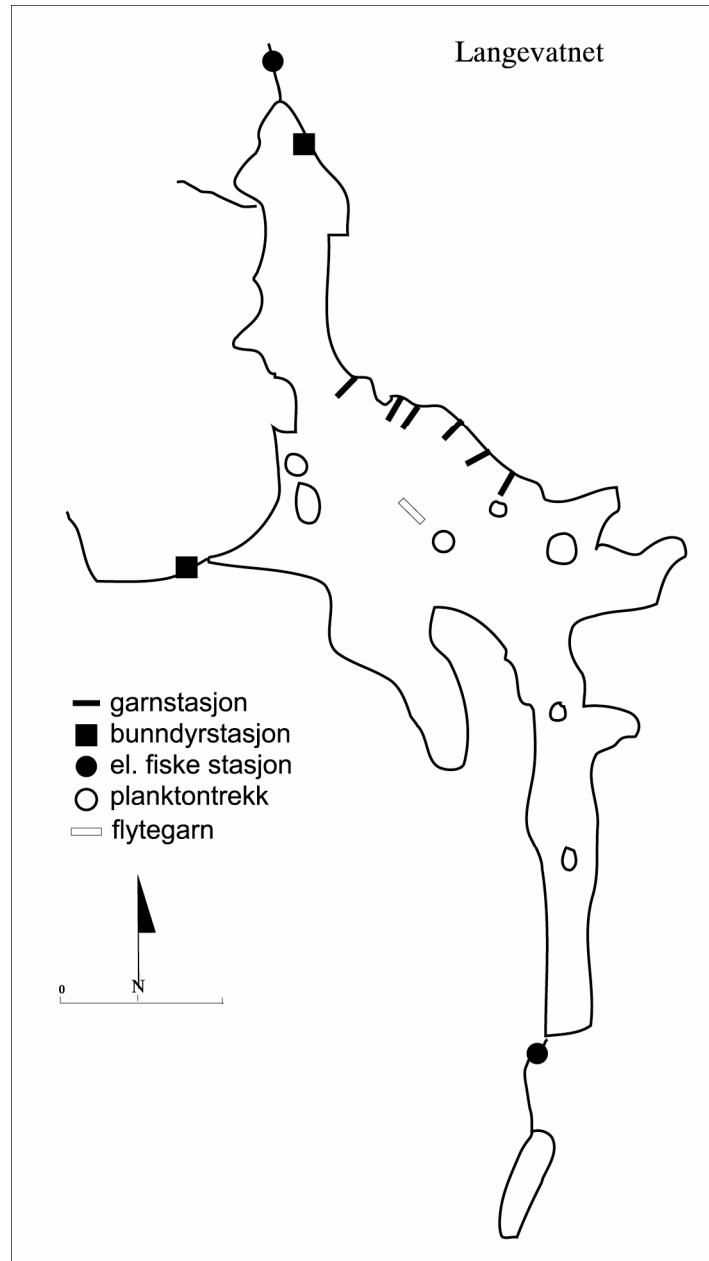 Langevatnet
garnstasjon
bunndyrstasjon
el. fiske stasjon
planktontrekk
flytegarn
N
0